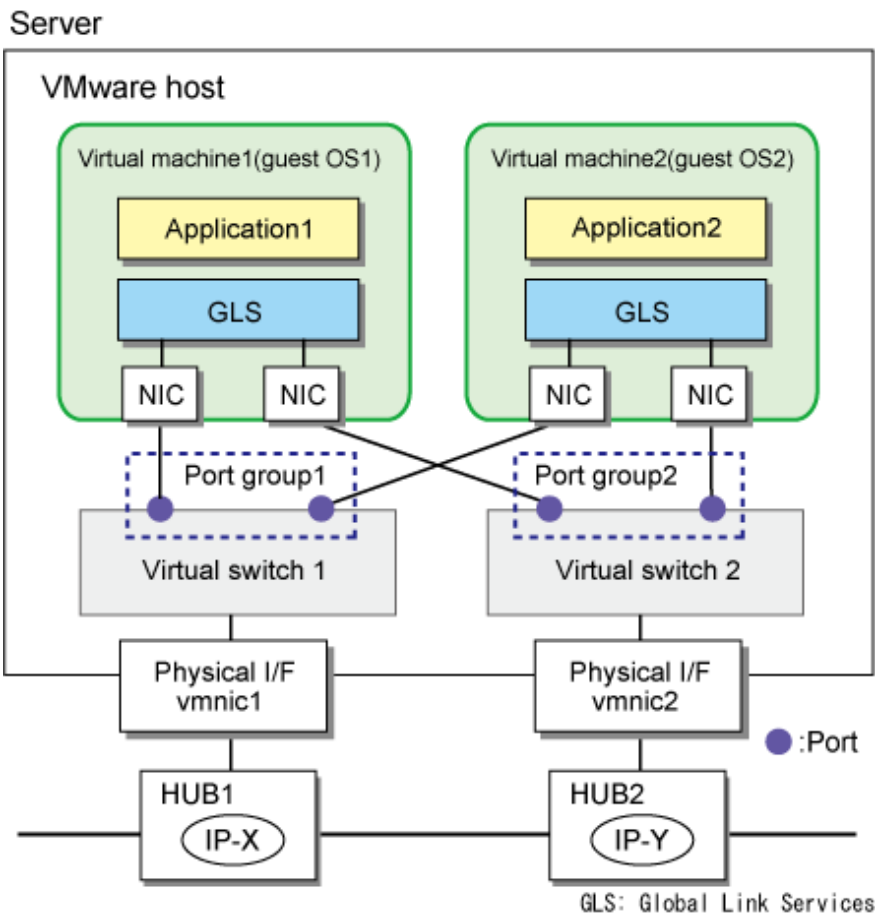 Server
VMware host
Virtual machine1(guest OS1)
Virtual machine2(guest OS2)
Application1
Application2
GLS
GLS
NIC
NIC
NIC
NIC
Port group1
Port group2
Virtual switch 1
Virtual switch 2
Physical I/F
vmnic1
Physical I/F
vmnic2
:Port
HUB1
IP-X
HUB2
IP-Y
GLS: Global Link Services